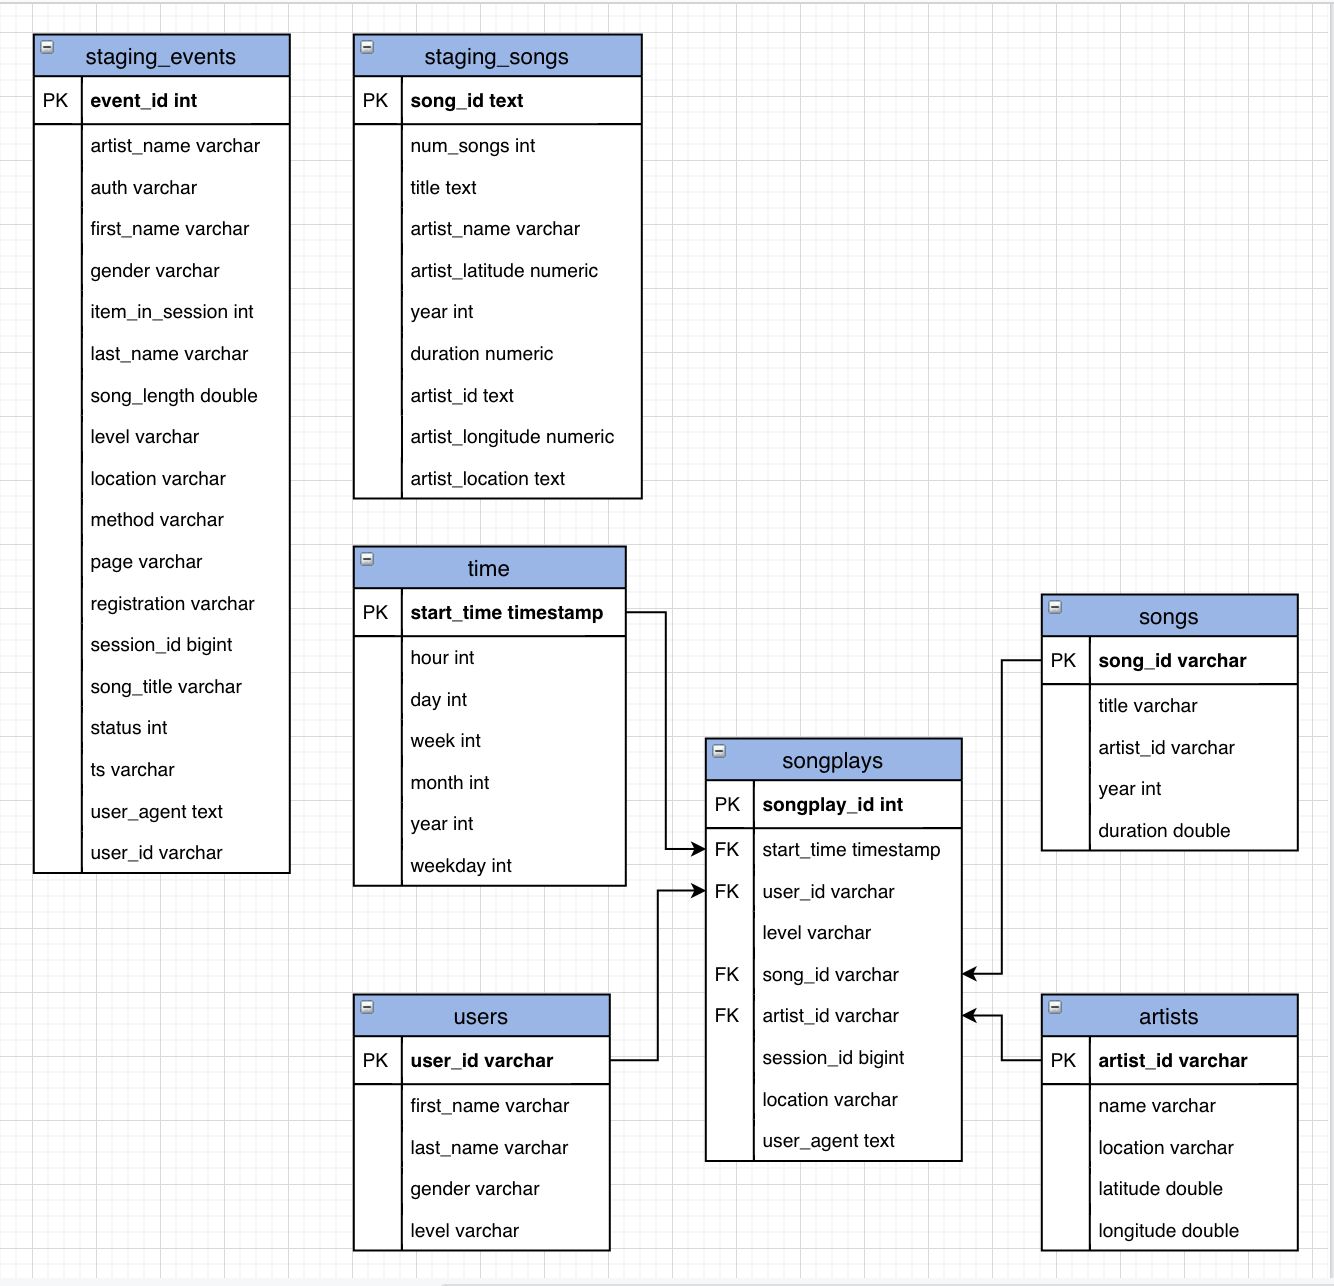 staging_events
PK event_id int
artist_name varchar
auth varchar
first_name varchar
gender varchar
item_in_session int
last_name varchar
song_length double
level varchar
location varchar
method varchar
page varchar
registration varchar
session_id bigint
song_title varchar
status int
ts varchar
user_agent text
user_id varchar
staging_songs
PK song_id text
num_songs int
title text
artist_name varchar
artist_latitude numeric
year int
duration numeric
artist_id text
artist_longitude numeric
artist_location text
time
PK start_time timestamp
hour int
day int
week int
month int
year int
weekday int
users
PK user_id varchar
first_name varchar
last_name varchar
gender varchar
level varchar
songplays
PK songplay_id int
FK start_time timestamp
FK user_id varchar
level varchar
FK song_id varchar
FK artist_id varchar
session_id bigint
location varchar
user_agent text
songs
PK song_id varchar
title varchar
artist_id varchar
year int
duration double
artists
PK artist_id varchar
name varchar
location varchar
latitude double
longitude double